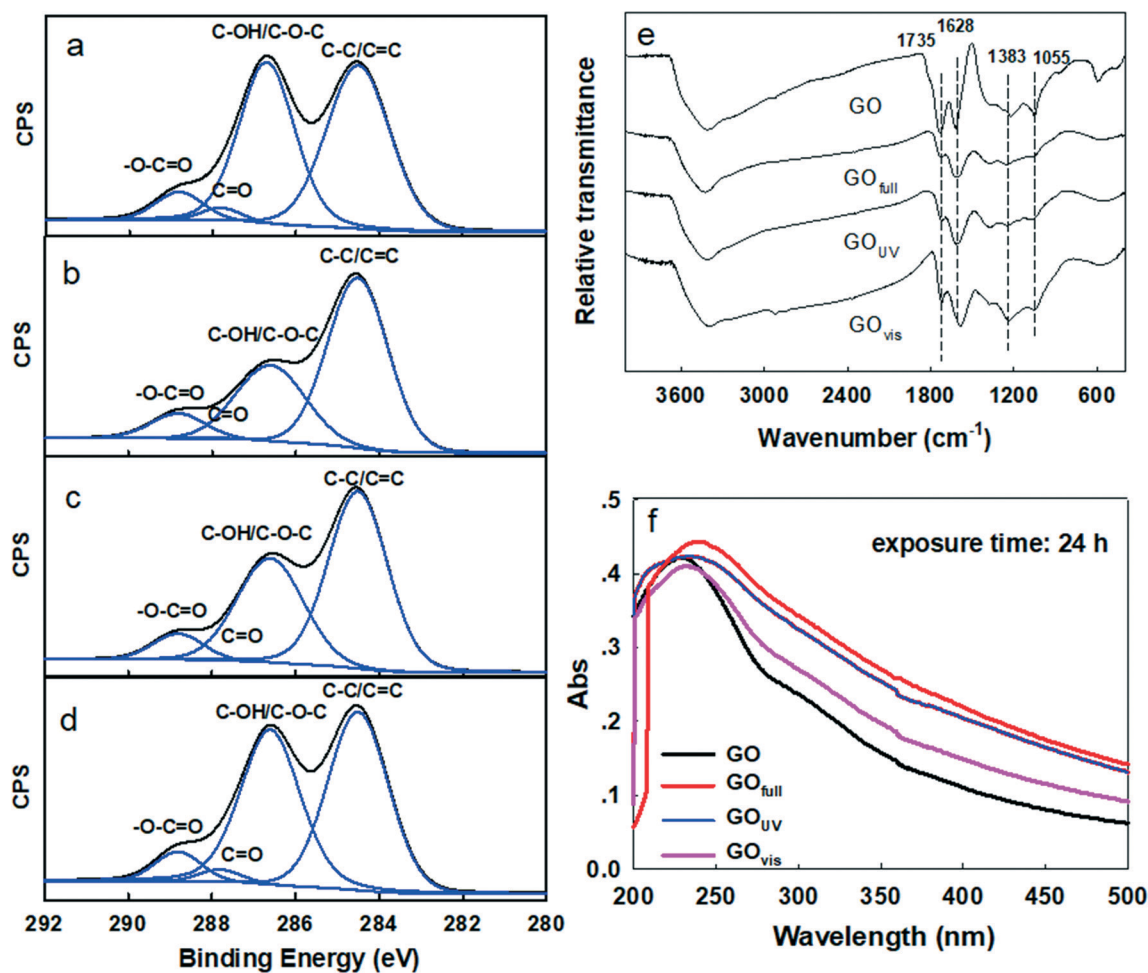 a
C-OH/C-O-C
C-C/C=C
-O-C=O
C=O
CPS
b
C-C/C=C
C-OH/C-O-C
-O-C=O
C=O
CPS
c
C-C/C=C
C-OH/C-O-C
-O-C=O
C=O
CPS
d
C-C/C=C
C-OH/C-O-C
-O-C=O
C=O
CPS
292 290 288 286 284 282 280
Binding Energy (eV)
e
1735 1628 1383 1055
GO
GOfull
GOUV
GOvis
Relative transmittance
3600 3000 2400 1800 1200 600
Wavenumber (cm-1)
f
exposure time: 24 h
.5
.4
.3
.2
.1
0.0
Abs
GO
GOfull
GOUV
GOvis
200 250 300 350 400 450 500
Wavelength (nm)